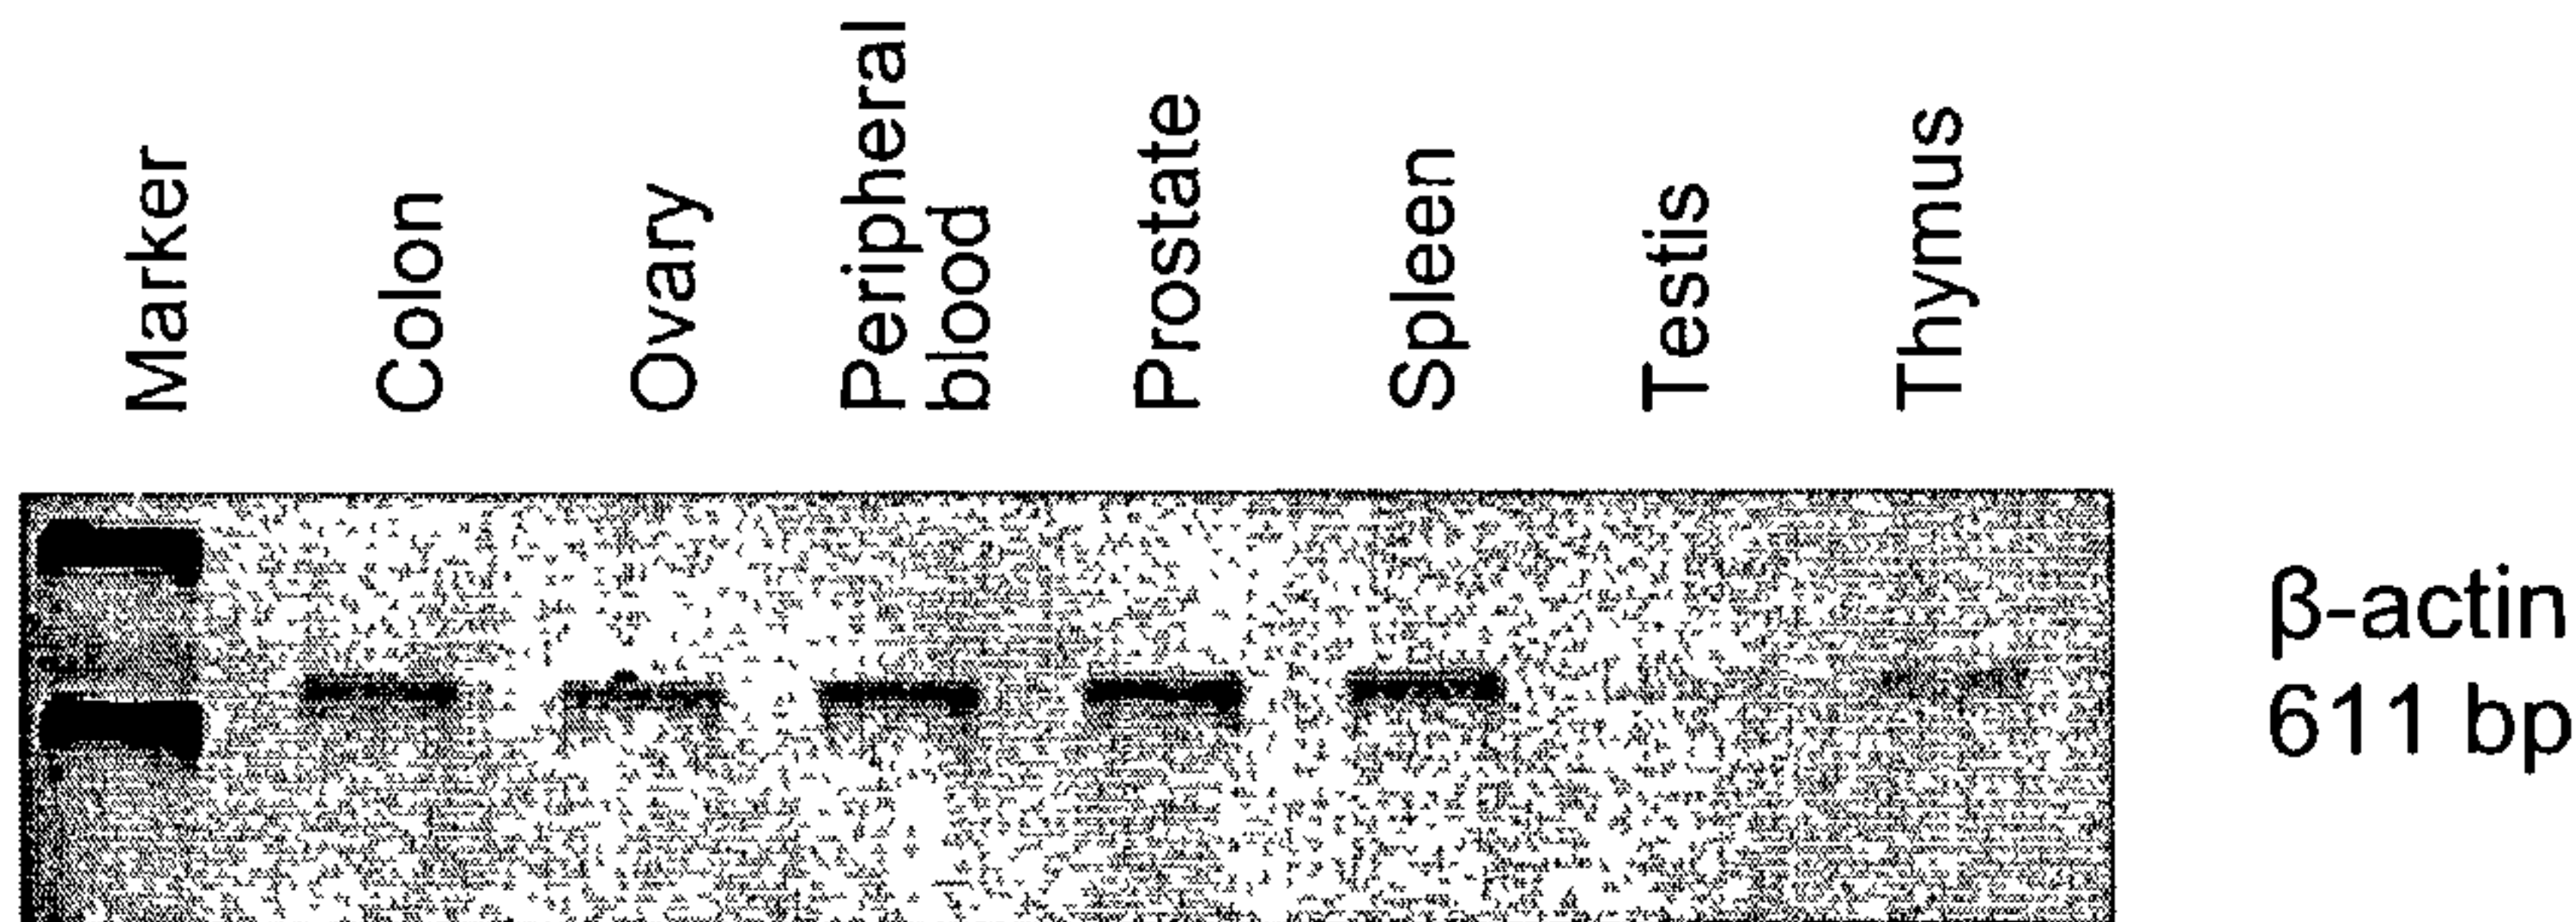 Marker
Colon
Ovary
Peripheral
blood
Prostate
Spleen
Testis
Thymus
β-actin
611 bp